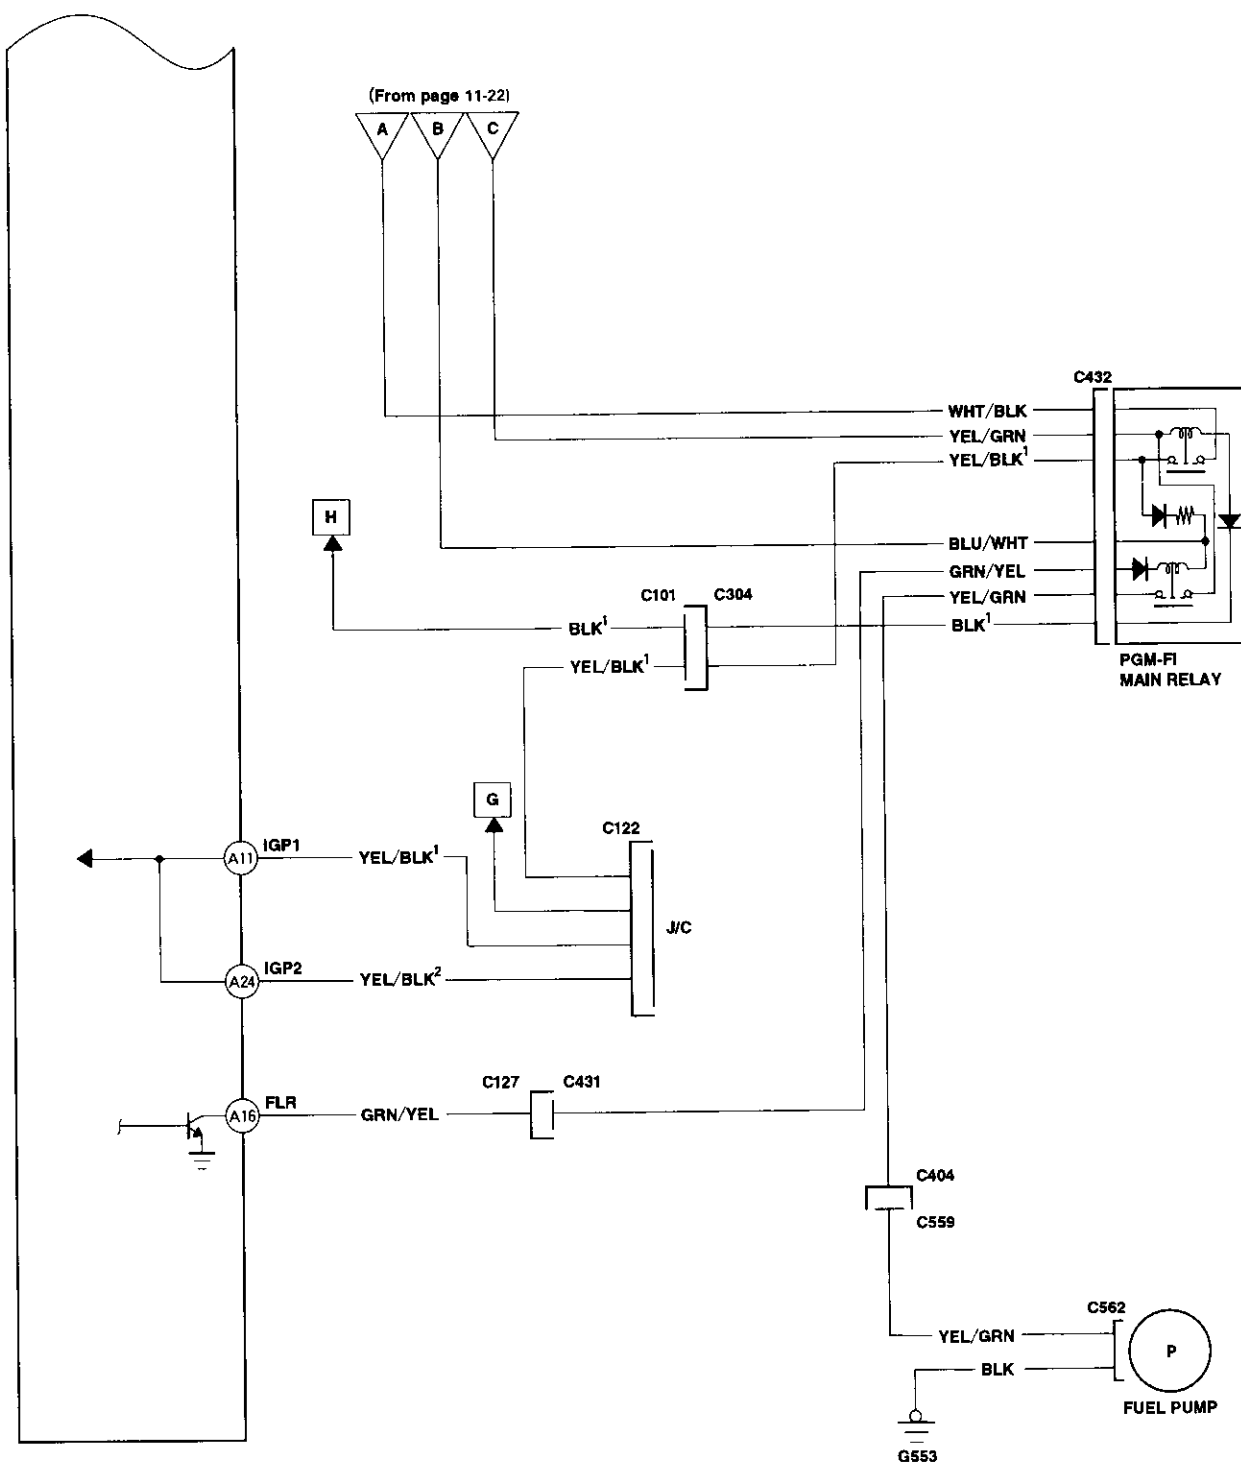 (From page 11-22)
A B C
C432
WHT/BLK
YEL/GRN
YEL/BLK¹
H
BLU/WHT
GRN/YEL
C101 C304
YEL/GRN
BLK¹ BLK¹
YEL/BLK¹
PGM-FI
MAIN RELAY
G
C122
A11 IGP1 YEL/BLK¹
J/C
A24 IGP2 YEL/BLK²
C127 C431
A16 FLR GRN/YEL
C404
C559
C562
YEL/GRN
P
BLK
FUEL PUMP
G553